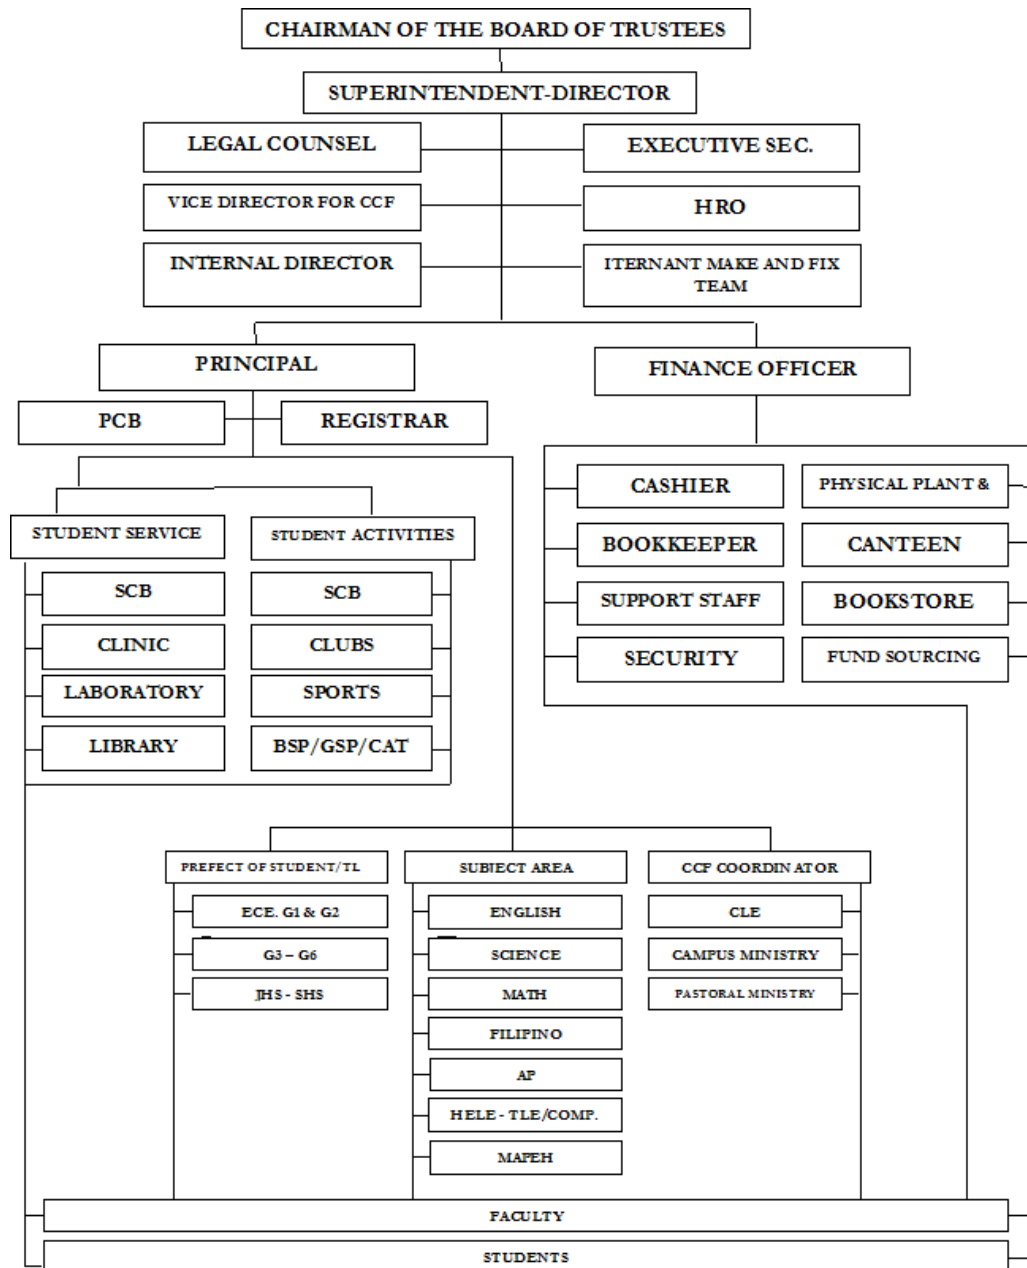 CHAIRMAN OF THE BOARD OF TRUSTEES
SUPERINTENDENT-DIRECTOR
LEGAL COUNSEL
EXECUTIVE SEC.
VICE DIRECTOR FOR CCF
HRO
INTERNAL DIRECTOR
ITERNANT MAKE AND FIX
TEAM
PRINCIPAL
FINANCE OFFICER
PCB
REGISTRAR
CASHIER
PHYSICAL PLANT &
BOOKKEEPER
CANTEEN
SUPPORT STAFF
BOOKSTORE
SECURITY
FUND SOURCING
STUDENT SERVICE
STUDENT ACTIVITIES
SCB
SCB
CLINIC
CLUBS
LABORATORY
SPORTS
LIBRARY
BSP/GSP/CAT
PREFECT OF STUDENT/TL
SUBJECT AREA
CCF COORDINATOR
ECE. G1 & G2
ENGLISH
CLE
G3 – G6
SCIENCE
CAMPUS MINISTRY
JHS - SHS
MATH
PASTORAL MINISTRY
FILIPINO
AP
HELE - TLE/COMP.
MAPEH
FACULTY
STUDENTS